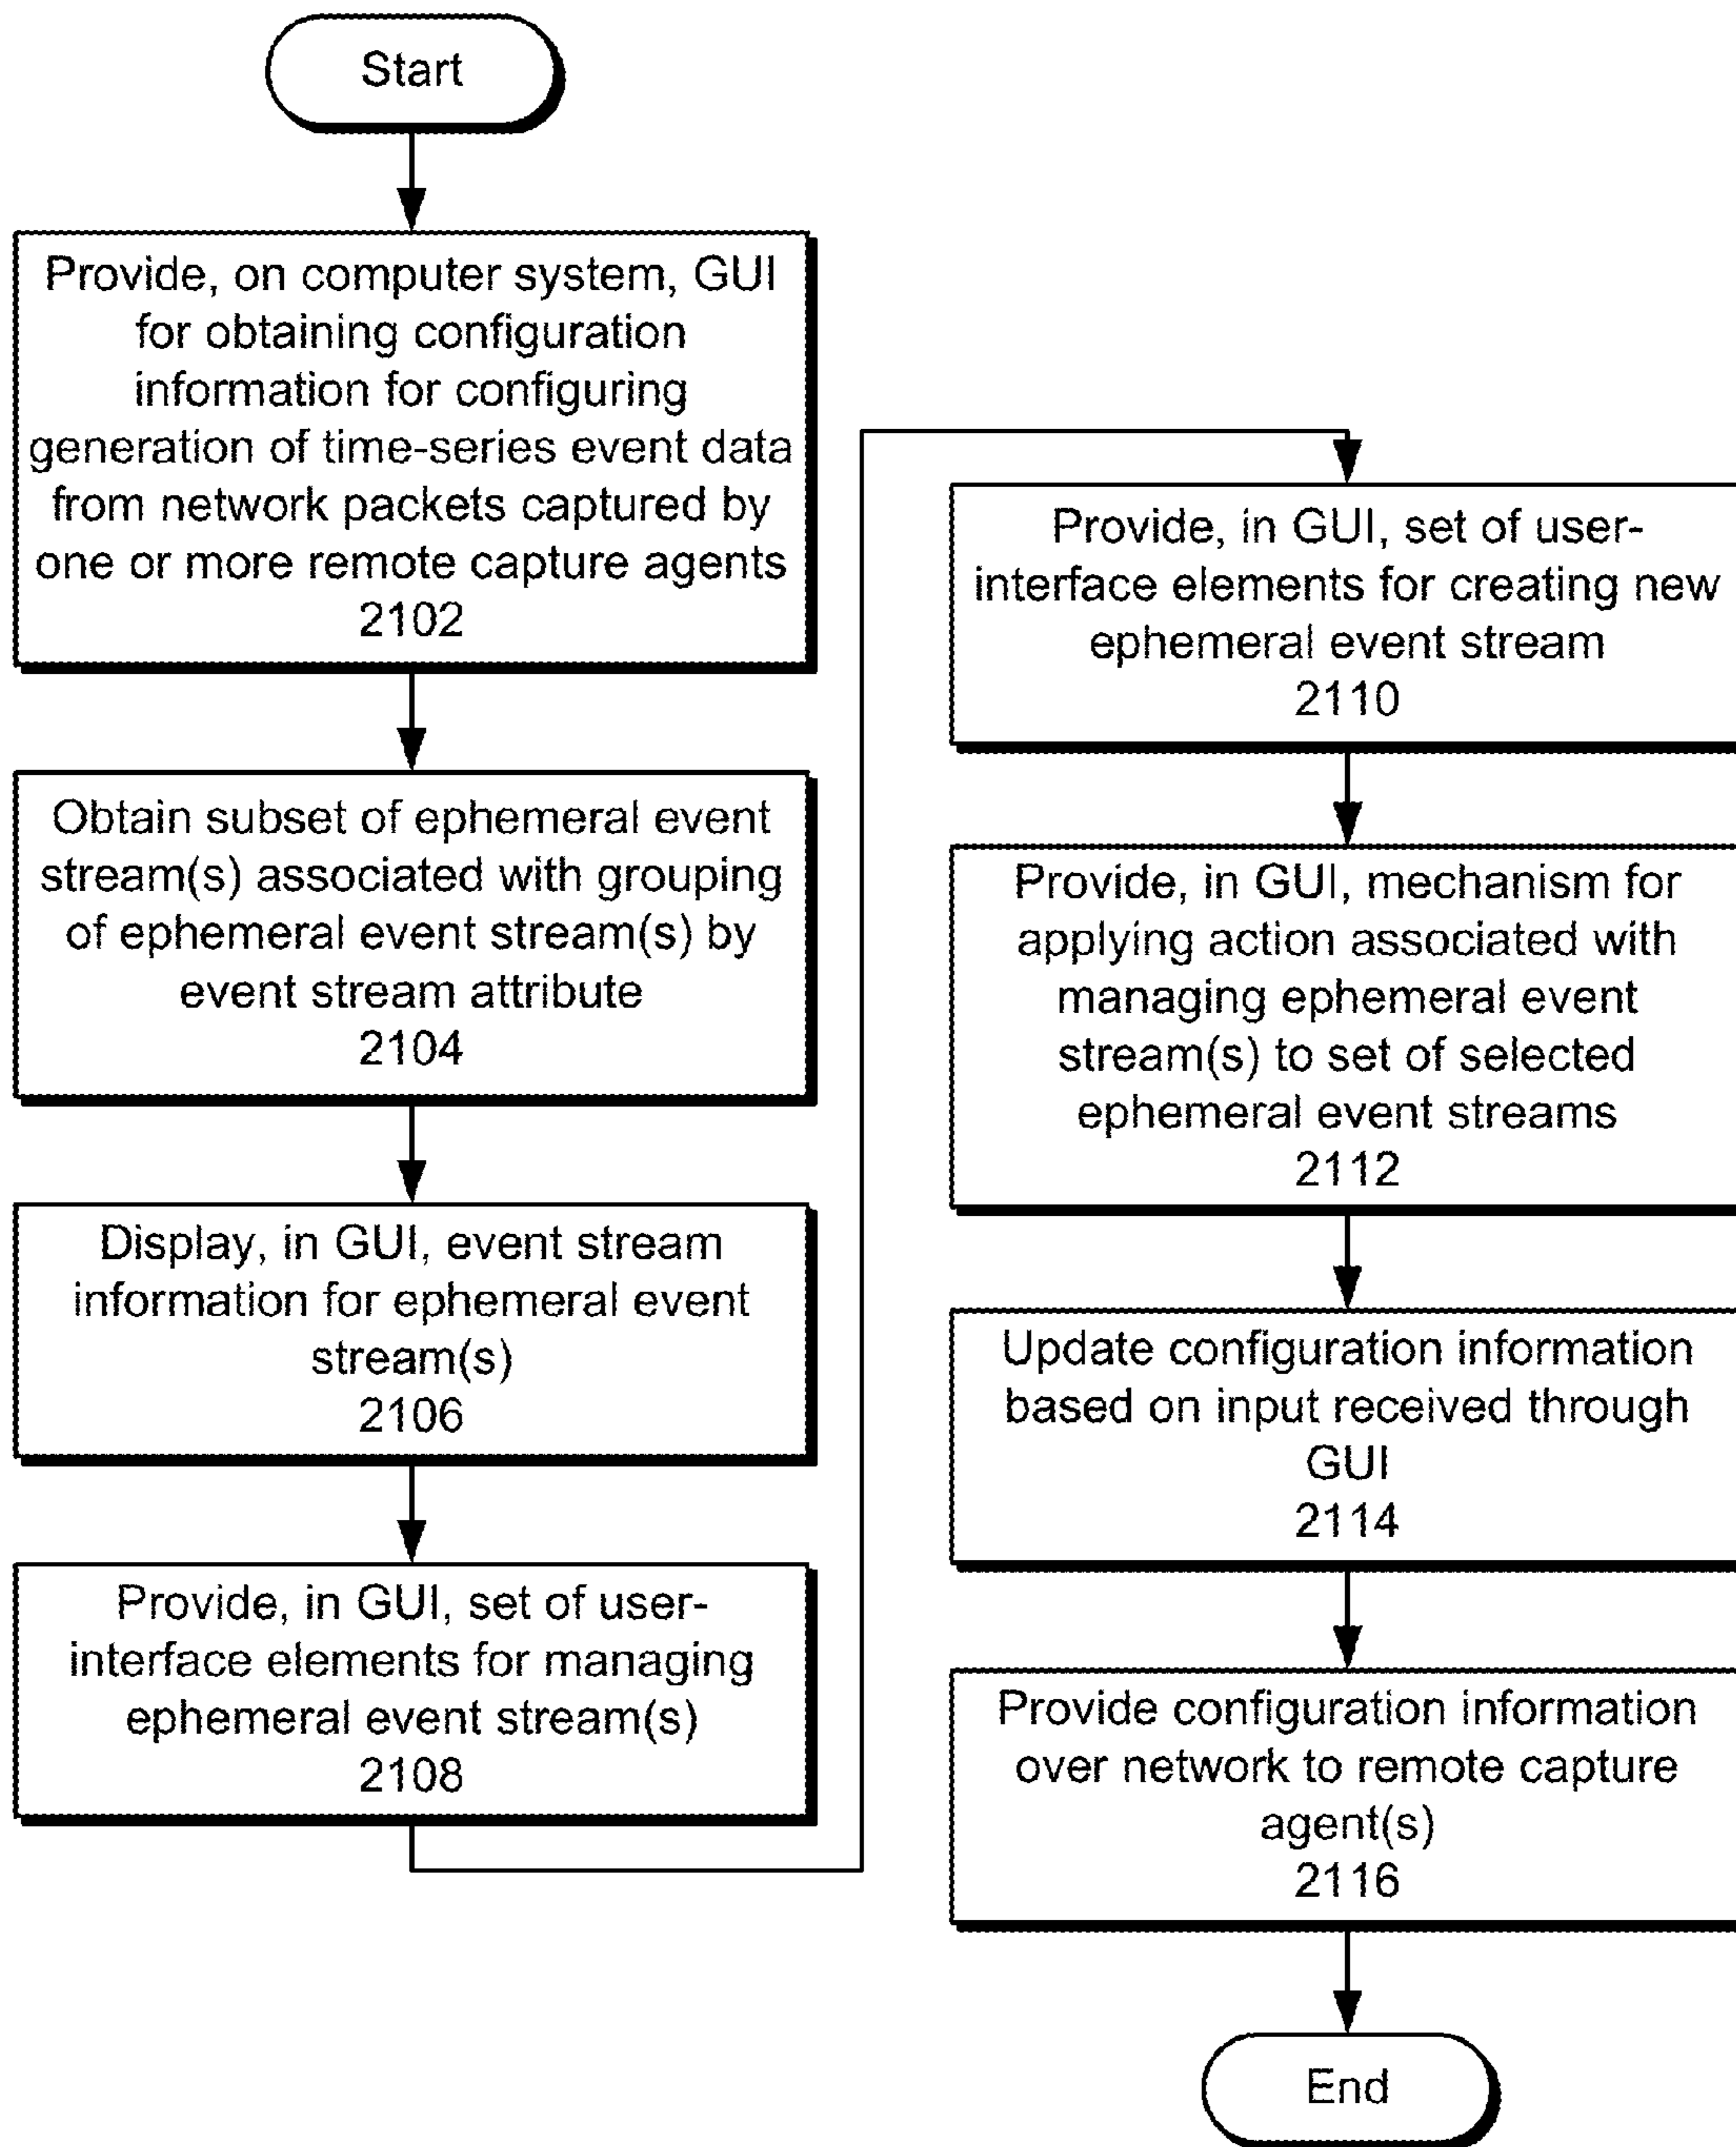 Start
Provide, on computer system, GUI
for obtaining configuration
information for configuring
generation of time-series event data
from network packets captured by
one or more remote capture agents
2102
Obtain subset of ephemeral event
stream(s) associated with grouping
of ephemeral event stream(s) by
event stream attribute
2104
Display, in GUI, event stream
information for ephemeral event
stream(s)
2106
Provide, in GUI, set of user-
interface elements for managing
ephemeral event stream(s)
2108
Provide, in GUI, set of user-
interface elements for creating new
ephemeral event stream
2110
Provide, in GUI, mechanism for
applying action associated with
managing ephemeral event
stream(s) to set of selected
ephemeral event streams
2112
Update configuration information
based on input received through
GUI
2114
Provide configuration information
over network to remote capture
agent(s)
2116
End